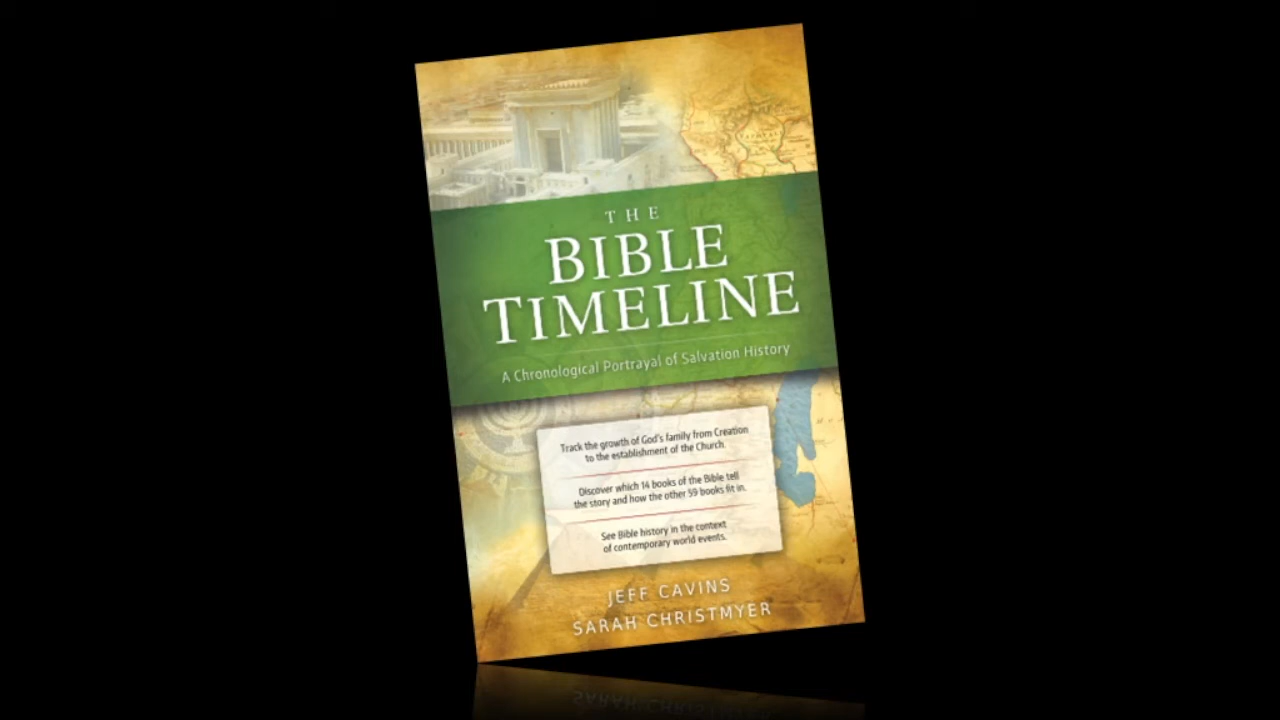 THE
BIBLE
TIMELINE
A Chronological Portrayal of Salvation History
Track the growth of God's family from Creation
to the establishment of the Church.
Discover which 14 books of the Bible tell
the story and how the other 59 books fit in.
See Bible history in the context
of contemporary world events.
JEFF CAVINS
SARAH CHRISTMYER